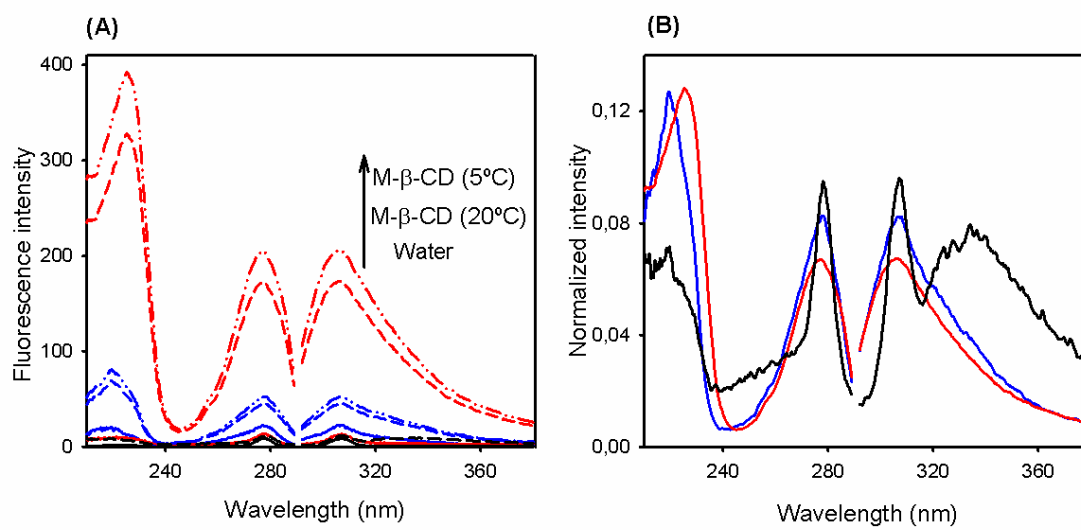 (A)
400
300
200
100
0
Fluorescence intensity
M-β-CD (5ºC)
M-β-CD (20ºC)
Water
240 280 320 360
Wavelength (nm)
(B)
0,12
0,08
0,04
0,00
Normalized intensity
240 280 320 360
Wavelength (nm)